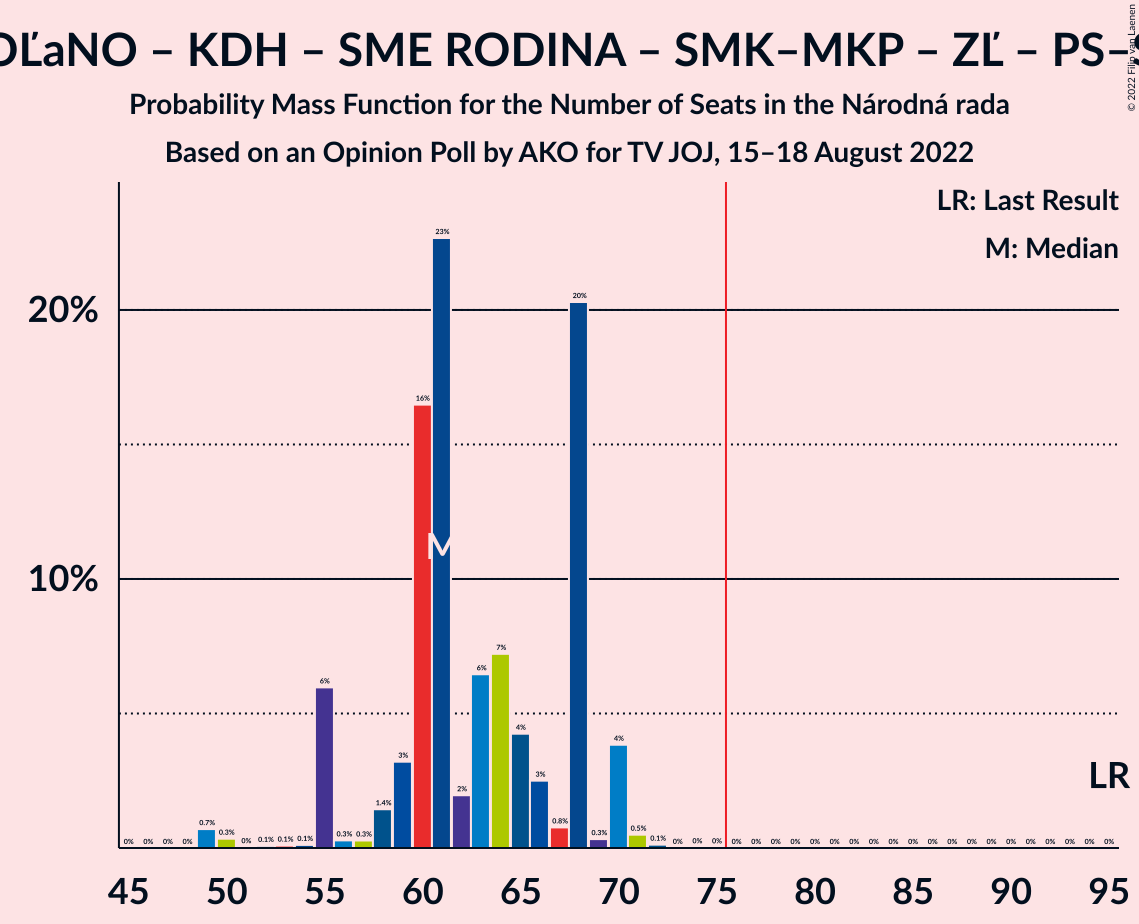 OĽaNO – KDH – SME RODINA – SMK–MKP – ZĽ – PS–S
© 2022 Filip van Laenen
Probability Mass Function for the Number of Seats in the Národná rada
Based on an Opinion Poll by AKO for TV JOJ, 15–18 August 2022
LR: Last Result
M: Median
23%
20%
20%
16%
M
10%
7%
6%
6%
4%
4%
LR
3%
3%
2%
1.4%
0% 0% 0% 0% 0.7% 0.3% 0% 0.1% 0.1% 0.1% 0.3% 0.3% 0.8% 0.3% 0.5% 0.1% 0% 0% 0% 0% 0% 0% 0% 0% 0% 0% 0% 0% 0% 0% 0% 0% 0% 0% 0% 0% 0% 0% 0%
45 50 55 60 65 70 75 80 85 90 95